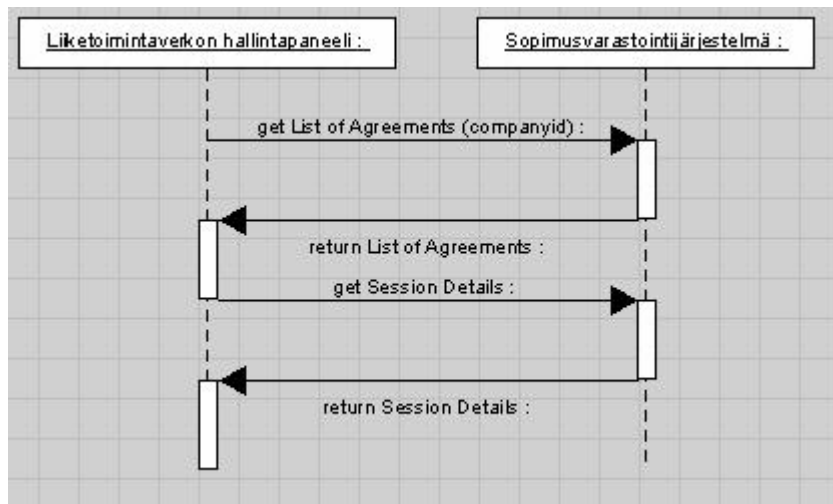 Liiketoimintaverkon hallintapaneeli :
Sopimusvarastointijärjestelmä :
get List of Agreements (companyid) :
return List of Agreements :
get Session Details :
return Session Details :